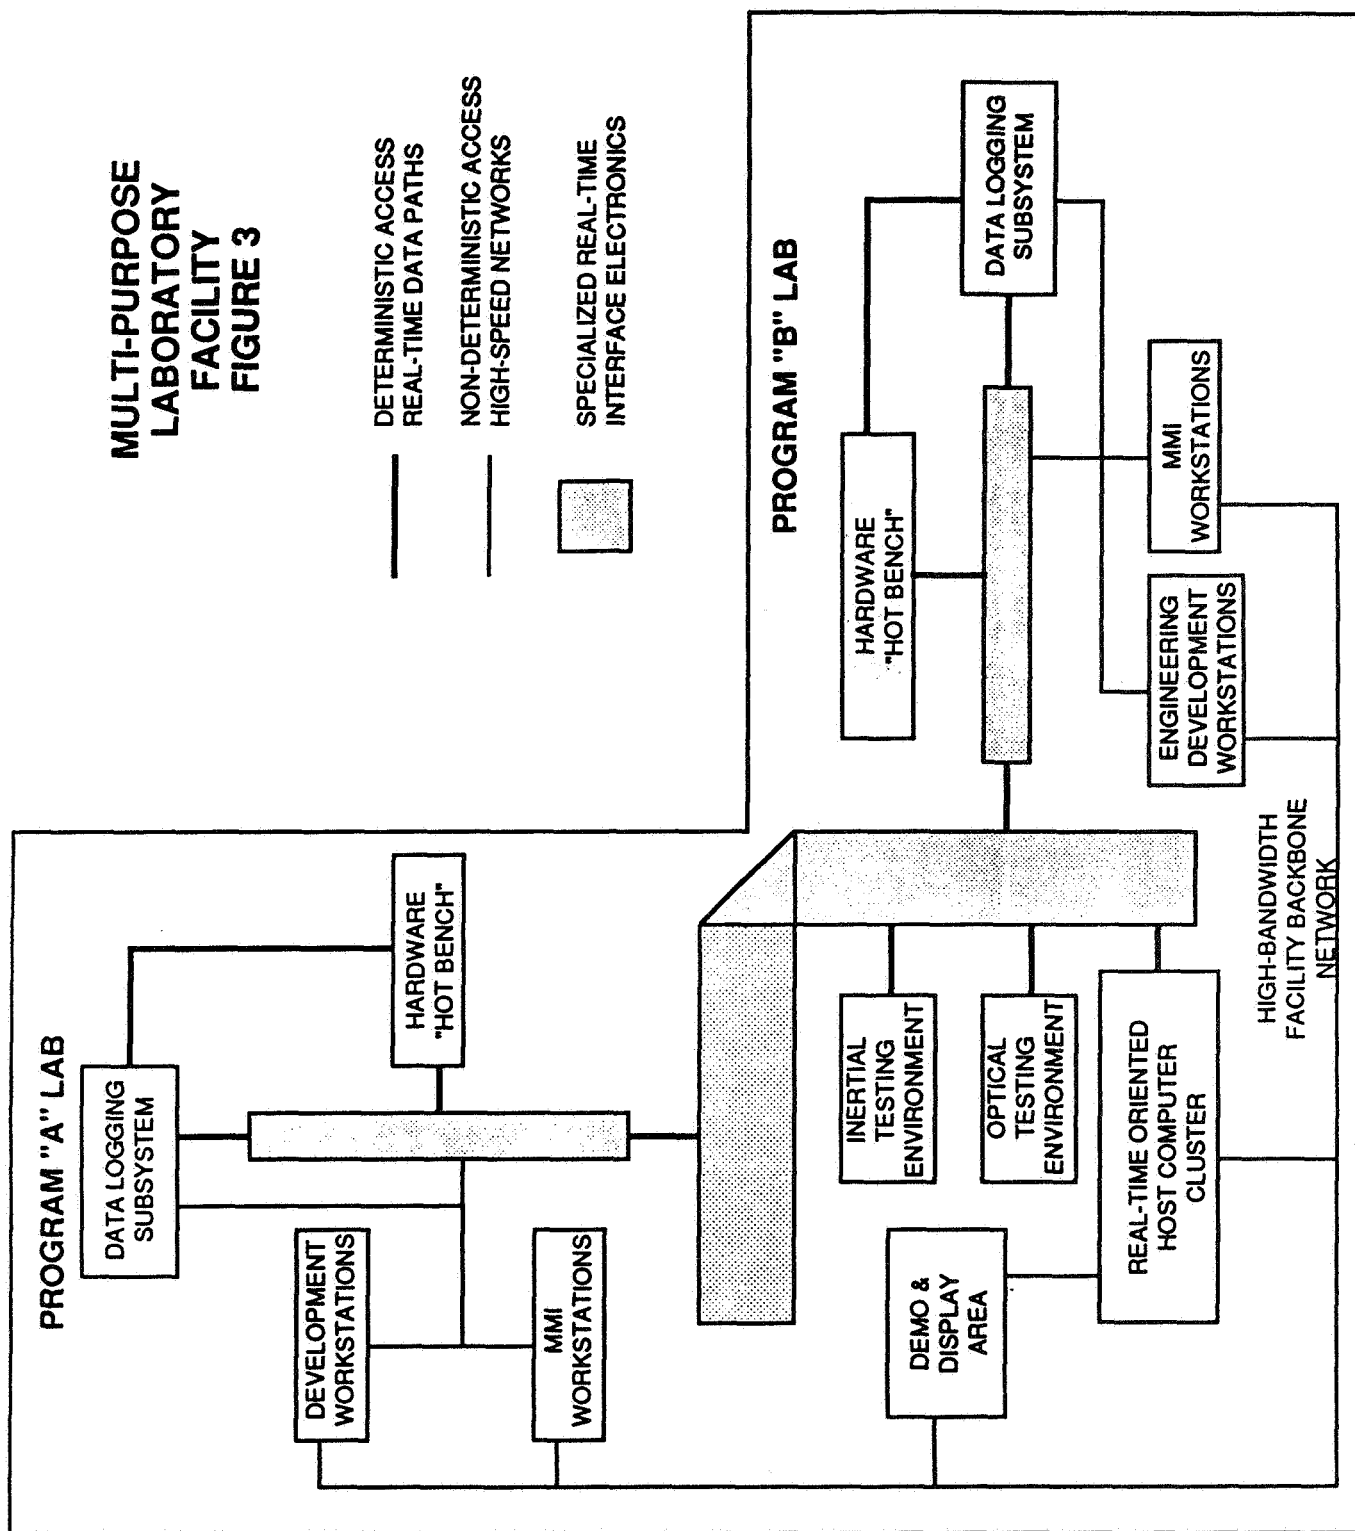 MULTI-PURPOSE
LABORATORY
FACILITY
FIGURE 3
DETERMINISTIC ACCESS
REAL-TIME DATA PATHS
NON-DETERMINISTIC ACCESS
HIGH-SPEED NETWORKS
SPECIALIZED REAL-TIME
INTERFACE ELECTRONICS
PROGRAM "A" LAB
DATA LOGGING
SUBSYSTEM
HARDWARE
"HOT BENCH"
DEVELOPMENT
WORKSTATIONS
MMI
WORKSTATIONS
PROGRAM "B" LAB
HARDWARE
"HOT BENCH"
DATA LOGGING
SUBSYSTEM
INERTIAL
TESTING
ENVIRONMENT
OPTICAL
TESTING
ENVIRONMENT
DEMO &
DISPLAY
AREA
REAL-TIME ORIENTED
HOST COMPUTER
CLUSTER
ENGINEERING
DEVELOPMENT
WORKSTATIONS
MMI
WORKSTATIONS
HIGH-BANDWIDTH
FACILITY BACKBONE
NETWORK